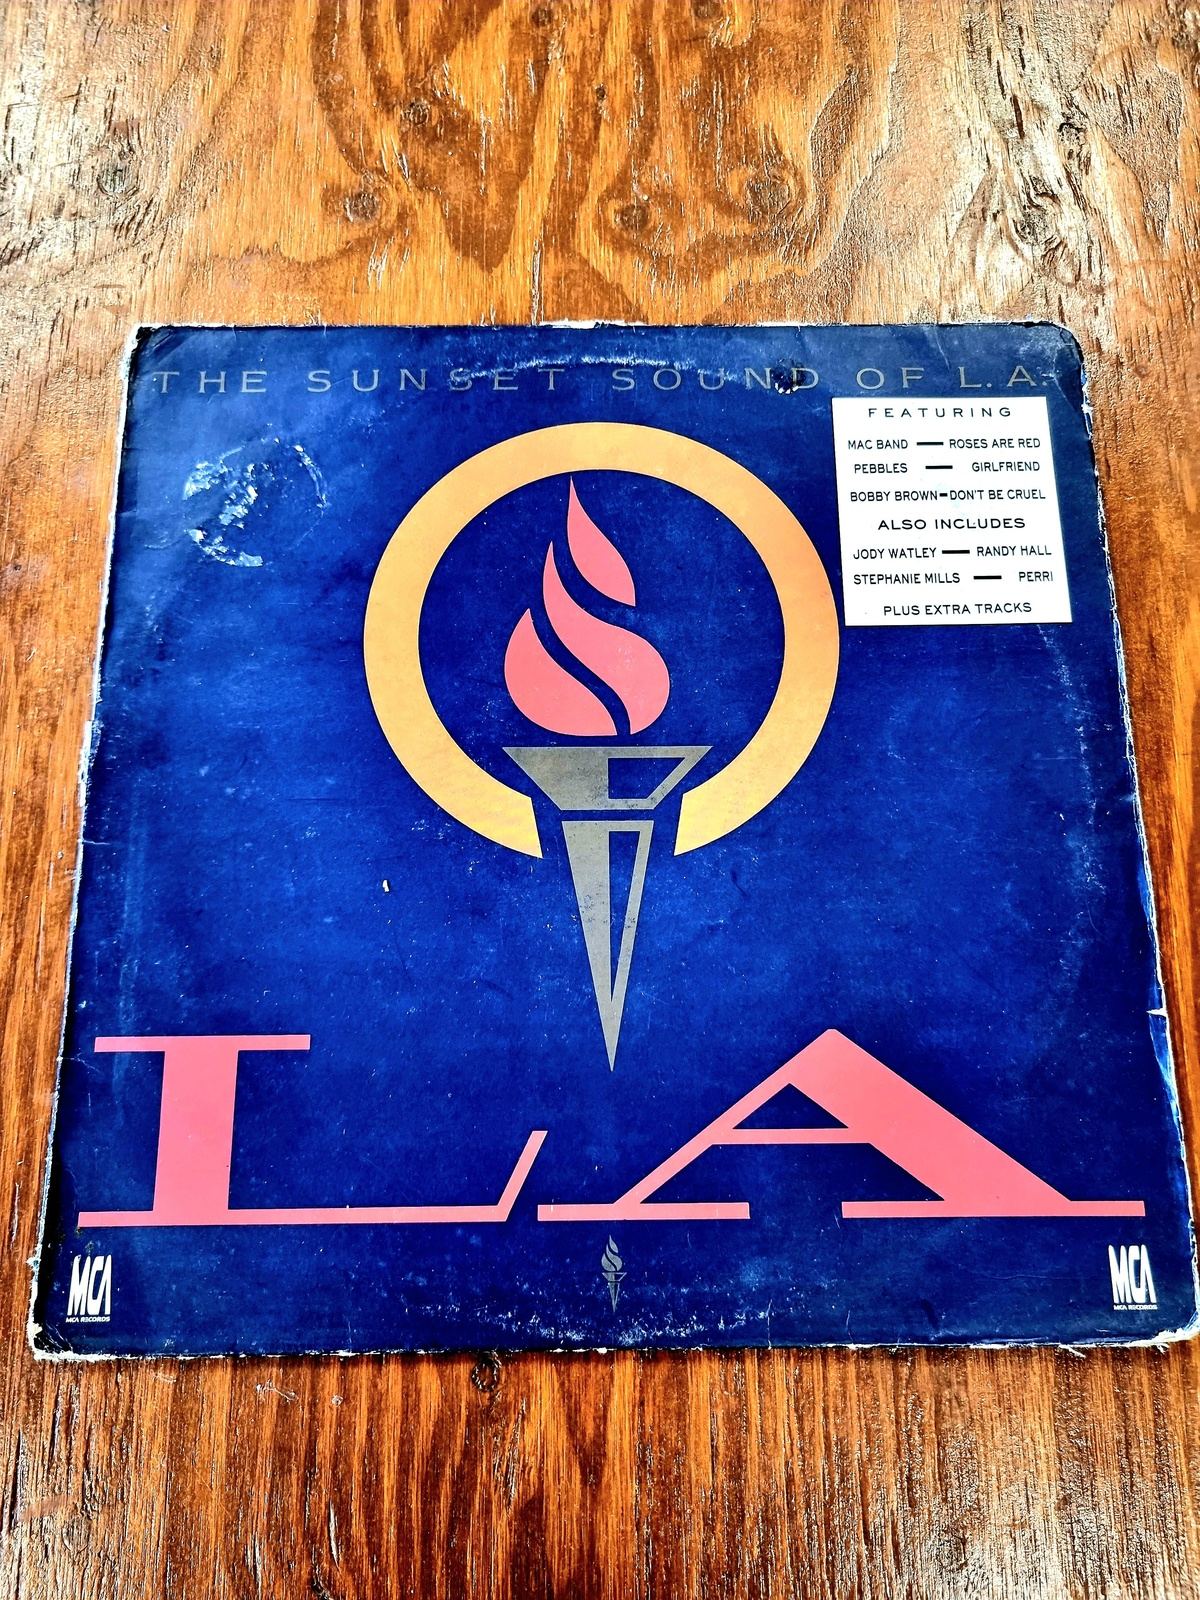 THE SUNSET SOUND OF L.A.
FEATURING
MAC BAND — ROSES ARE RED
PEBBLES — GIRLFRIEND
BOBBY BROWN - DON'T BE CRUEL
ALSO INCLUDES
JODY WATLEY — RANDY HALL
STEPHANIE MILLS — PERRI
PLUS EXTRA TRACKS
LA
MCA MCA
MCA RECORDS MCA RECORDS